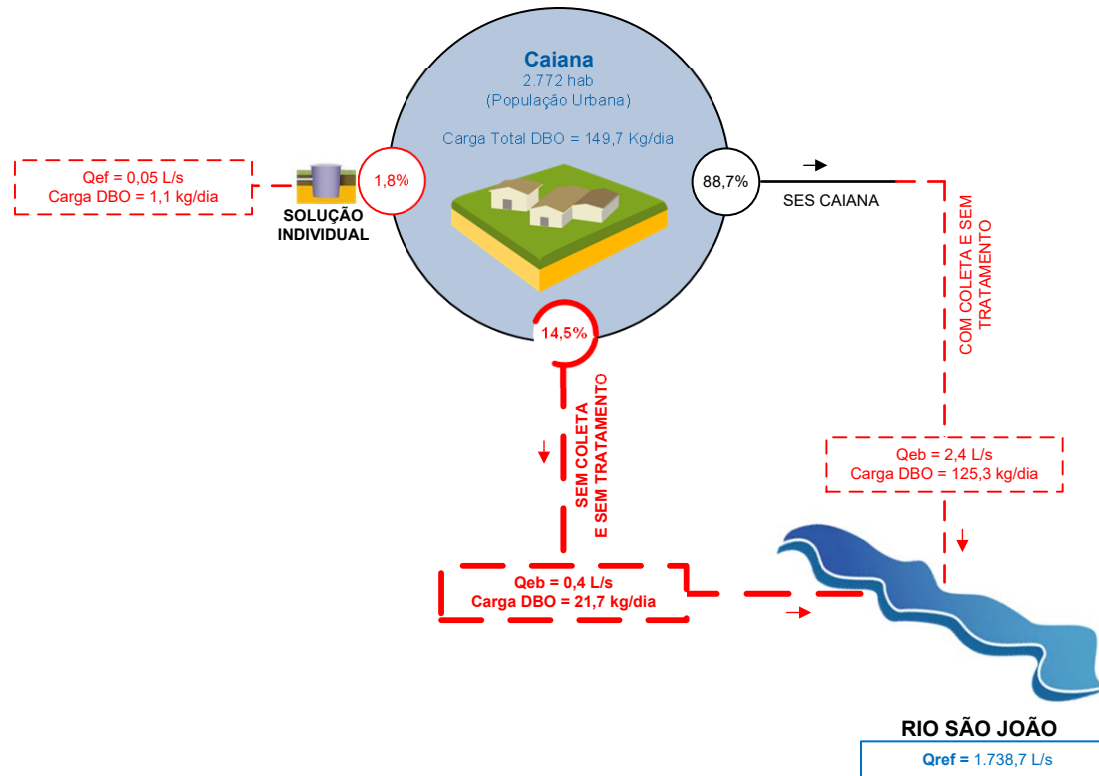 Caiana
2.772 hab
(População Urbana)
Carga Total DBO = 149,7 Kg/dia
Qef = 0,05 L/s
Carga DBO = 1,1 kg/dia
SOLUÇÃO
INDIVIDUAL
1,8%
88,7%
SES CAIANA
COM COLETA E SEM
TRATAMENTO
14,5%
SEM COLETA
E SEM TRATAMENTO
Qeb = 2,4 L/s
Carga DBO = 125,3 kg/dia
Qeb = 0,4 L/s
Carga DBO = 21,7 kg/dia
RIO SÃO JOÃO
Qref = 1.738,7 L/s